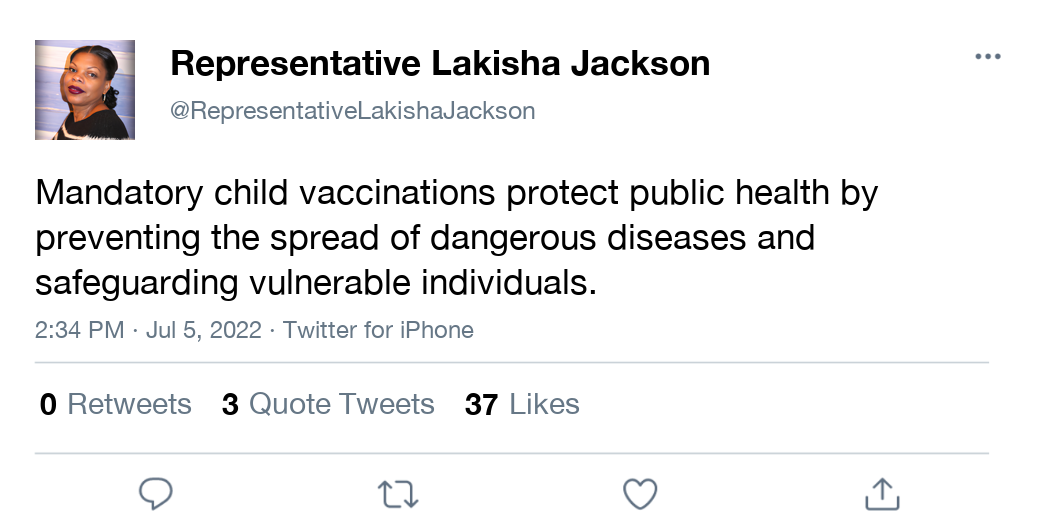 Representative Lakisha Jackson
@RepresentativeLakishaJackson
Mandatory child vaccinations protect public health by
preventing the spread of dangerous diseases and
safeguarding vulnerable individuals.
2:34 PM · Jul 5, 2022 · Twitter for iPhone
0 Retweets 3 Quote Tweets 37 Likes